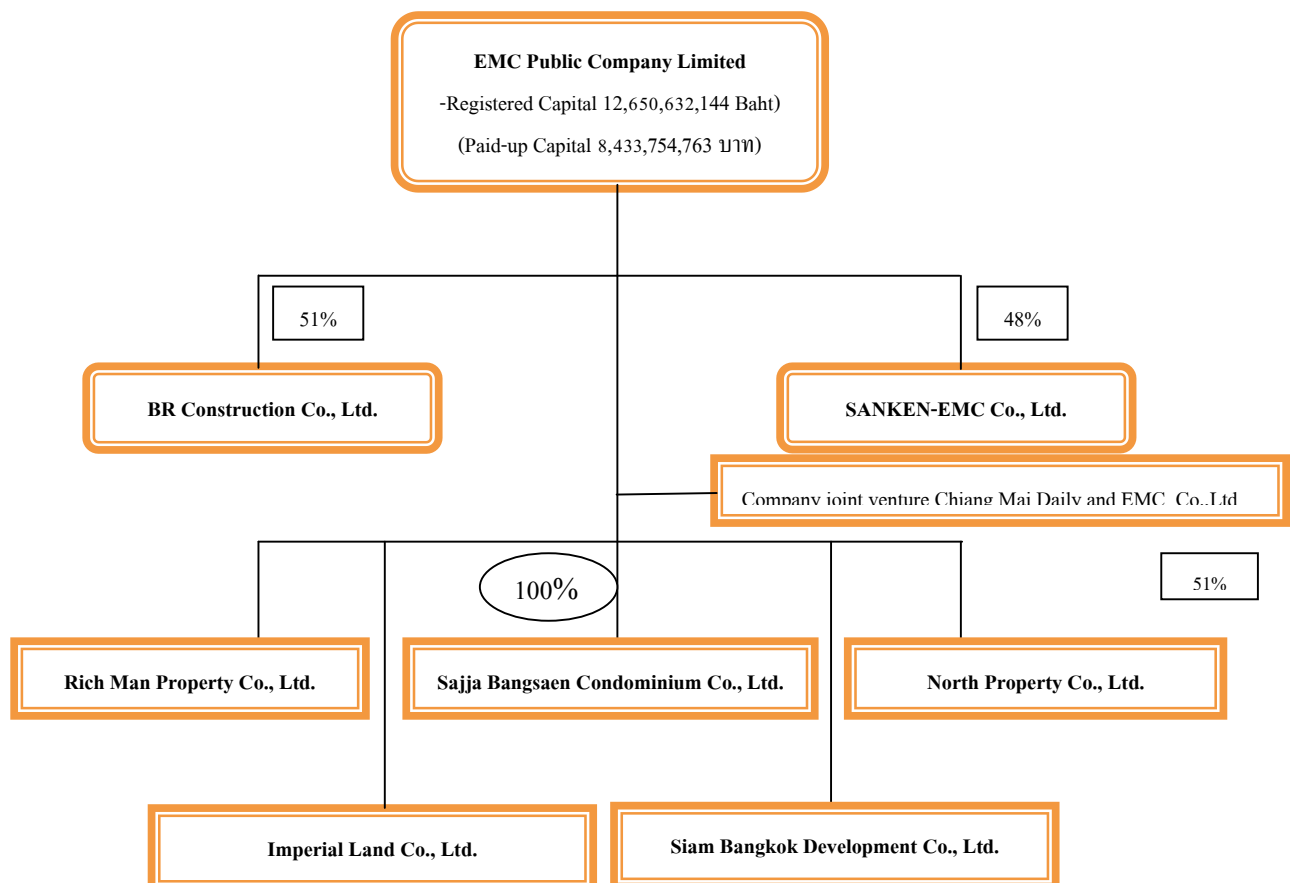 EMC Public Company Limited
-Registered Capital 12,650,632,144 Baht)
(Paid-up Capital 8,433,754,763 บาท)
51%
48%
BR Construction Co., Ltd.
SANKEN-EMC Co., Ltd.
Company joint venture Chiang Mai Daily and EMC Co.,Ltd
100%
51%
Rich Man Property Co., Ltd.
Sajja Bangsaen Condominium Co., Ltd.
North Property Co., Ltd.
Imperial Land Co., Ltd.
Siam Bangkok Development Co., Ltd.